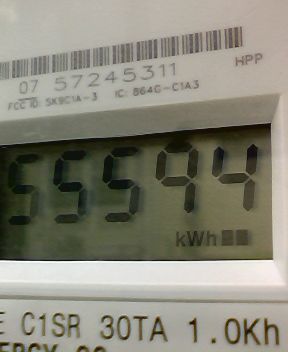 HPP
07 57245311
FCC ID: SK9C1A-3 IC: 864G-C1A3
55594
kWh
E C1SR 30TA 1.0Kh